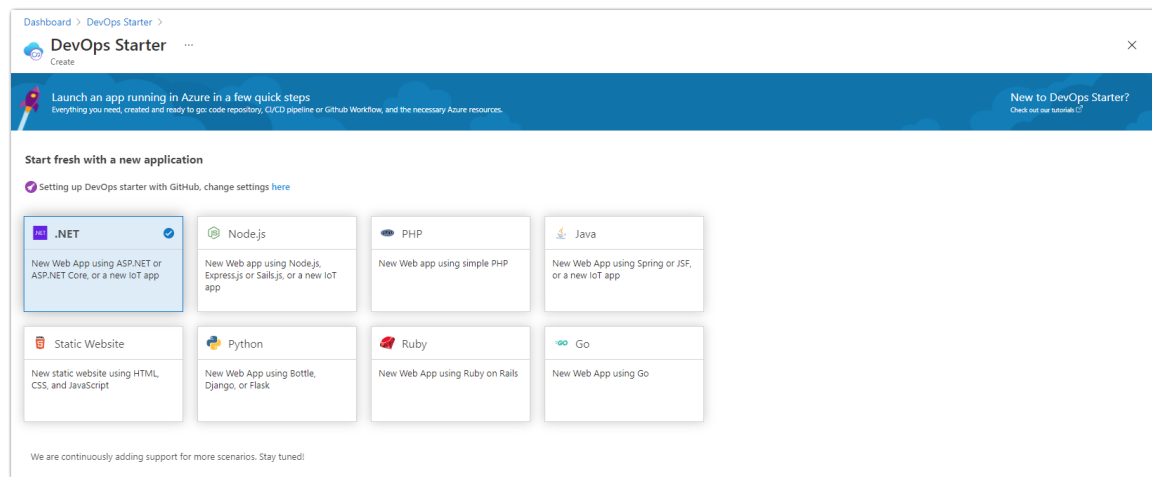 Dashboard > DevOps Starter >
DevOps Starter ...
Create
Launch an app running in Azure in a few quick steps
Everything you need, created and ready to go: code repository, CI/CD pipeline or Github Workflow, and the necessary Azure resources.
New to DevOps Starter?
Check out our tutorials
Start fresh with a new application
Setting up DevOps starter with GitHub, change settings here
.NET
.NET
New Web App using ASP.NET or
ASP.NET Core, or a new IoT app
Node.js
New Web app using Node.js,
Express.js or Sails.js, or a new IoT
app
php
PHP
New Web app using simple PHP
Java
New Web App using Spring or JSF,
or a new IoT app
Static Website
New static website using HTML,
CSS, and JavaScript
Python
New Web App using Bottle,
Django, or Flask
Ruby
New Web App using Ruby on Rails
GO
Go
New Web App using Go
We are continuously adding support for more scenarios. Stay tuned!